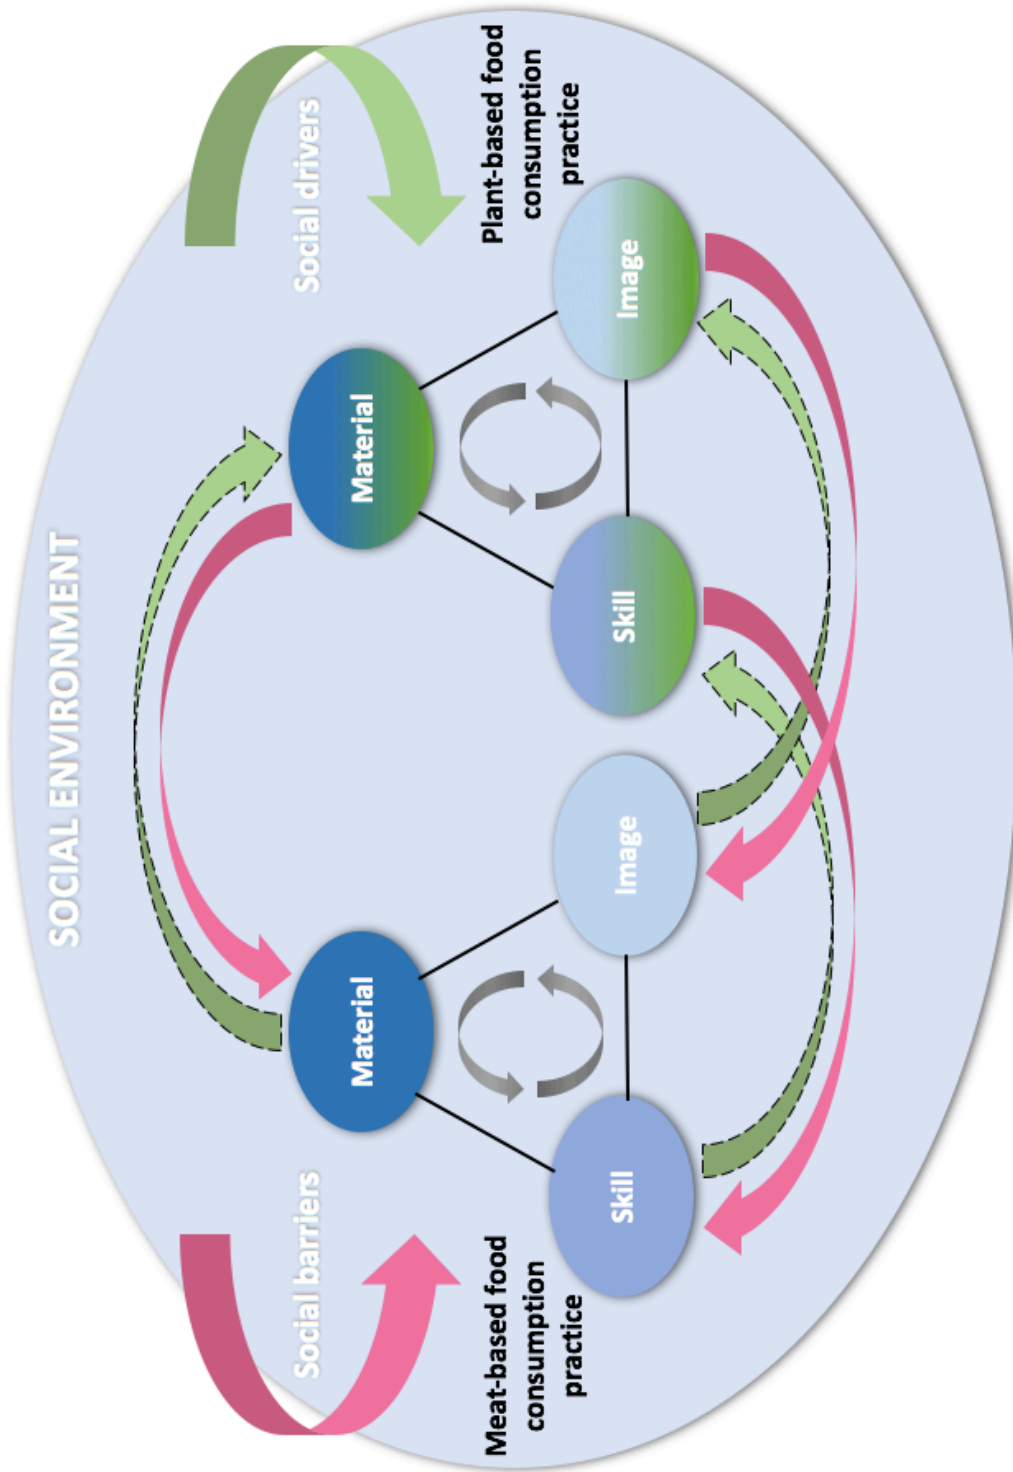 SOCIAL ENVIRONMENT
Social barriers
Social drivers
Meat-based food
consumption
practice
Plant-based food
consumption
practice
Material
Material
Skill
Image
Skill
Image